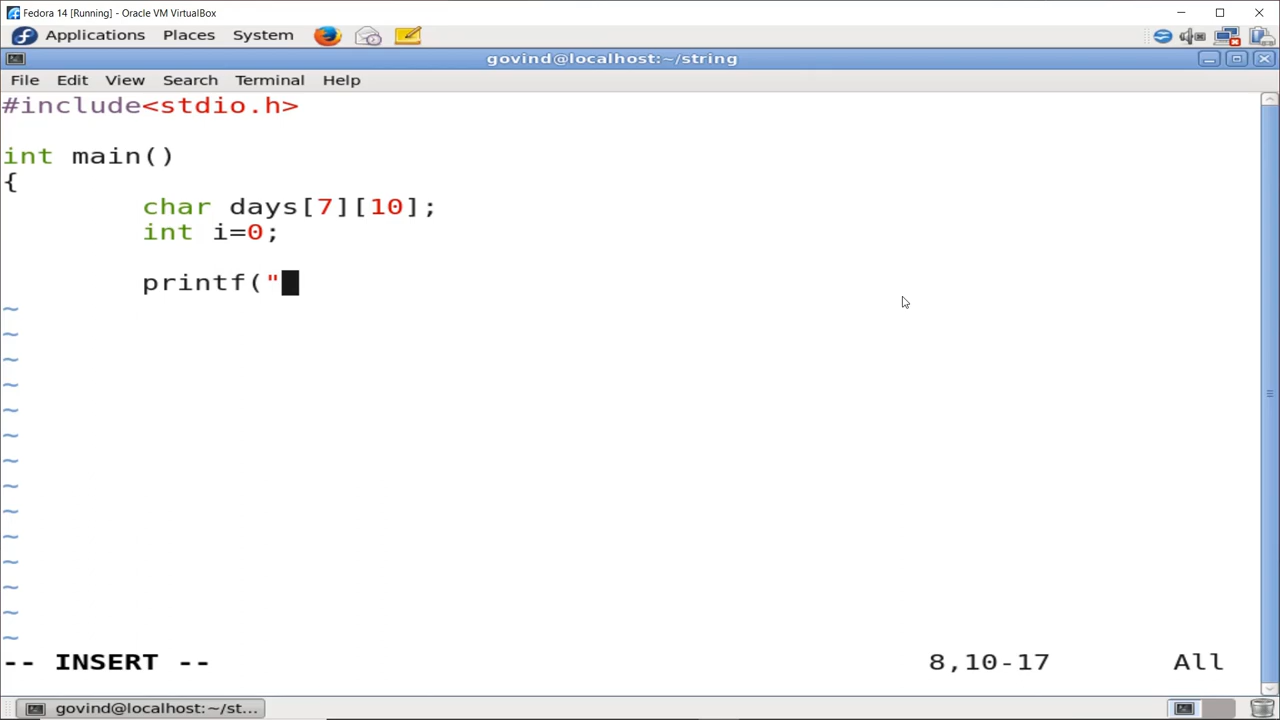 Fedora 14 [Running] - Oracle VM VirtualBox
Applications Places System
govind@localhost:~/string
File Edit View Search Terminal Help
#include<stdio.h>
int main()
{
char days[7][10];
int i=0;
printf("
~
~
~
~
~
~
~
~
~
~
~
~
~
~
-- INSERT -- 8,10-17 All
govind@localhost:~/st...